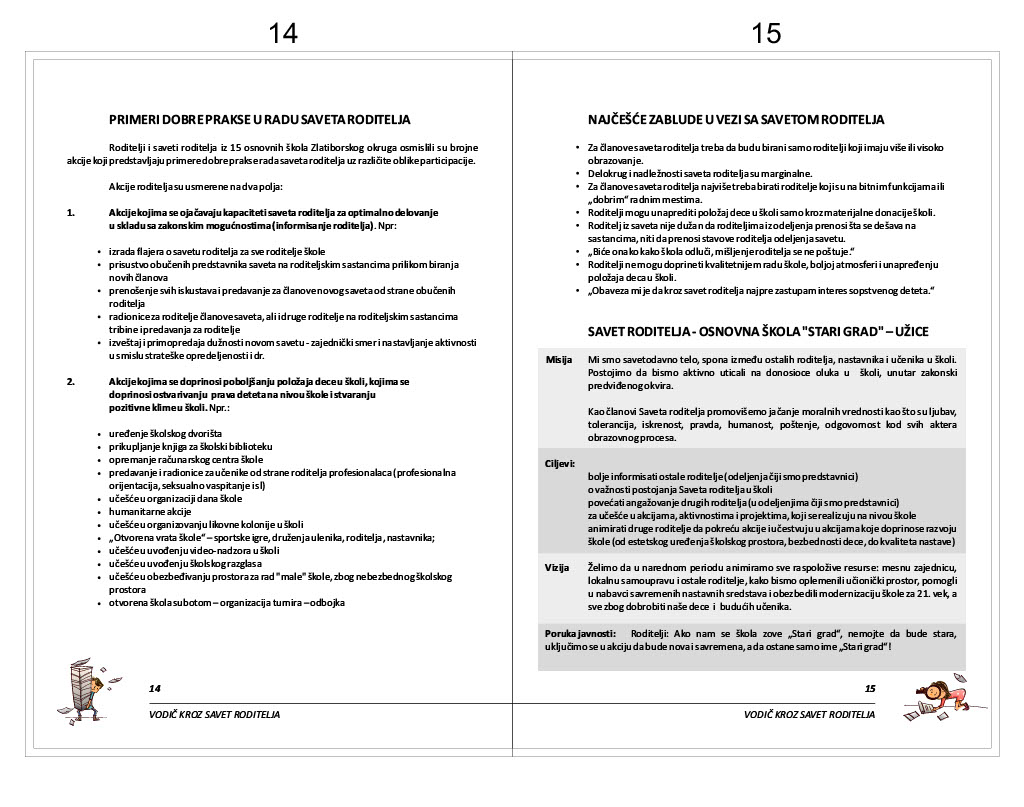 14
15
PRIMERI DOBRE PRAKSE U RADU SAVETA RODITELJA
Roditelji i saveti roditelja iz 15 osnovnih škola Zlatiborskog okruga osmislili su brojne
akcije koji predstavljaju primere dobre prakse rada saveta roditelja uz različite oblike participacije.
Akcije roditelja su usmerene na dva polja:
1. Akcije kojima se ojačavaju kapaciteti saveta roditelja za optimalno delovanje
u skladu sa zakonskim mogućnostima (informisanje roditelja). Npr:
• izrada flajera o savetu roditelja za sve roditelje škole
• prisustvo obučenih predstavnika saveta na roditeljskim sastancima prilikom biranja
novih članova
• prenošenje svih iskustava i predavanje za članove novog saveta od strane obučenih
roditelja
• radionice za roditelje članove saveta, ali i druge roditelje na roditeljskim sastancima
tribine i predavanja za roditelje
• izveštaj i primopredaja dužnosti novom savetu - zajednički smer i nastavljanje aktivnosti
u smislu strateške opredeljenosti i dr.
2. Akcije kojima se doprinosi poboljšanju položaja dece u školi, kojima se
doprinosi ostvarivanju prava deteta na nivou škole i stvaranju
pozitivne klime u školi. Npr.:
• uređenje školskog dvorišta
• prikupljanje knjiga za školski biblioteku
• opremanje računarskog centra škole
• predavanje i radionice za učenike od strane roditelja profesionalaca (profesionalna
orijentacija, seksualno vaspitanje i sl)
• učešće u organizaciji dana škole
• humanitarne akcije
• učešće u organizovanju likovne kolonije u školi
• „Otvorena vrata škole“ – sportske igre, druženja ulenika, roditelja, nastavnika;
• učešće u uvođenju video-nadzora u školi
• učešće u uvođenju školskog razglasa
• učešće u obezbeđivanju prostora za rad "male" škole, zbog nebezbednog školskog
prostora
• otvorena škola subotom – organizacija turnira – odbojka
14
VODIČ KROZ SAVET RODITELJA
NAJČEŠĆE ZABLUDE U VEZI SA SAVETOM RODITELJA
• Za članove saveta roditelja treba da budu birani samo roditelji koji imaju više ili visoko
obrazovanje.
• Delokrug i nadležnosti saveta roditelja su marginalne.
• Za članove saveta roditelja najviše treba birati roditelje koji su na bitnim funkcijama ili
„dobrim“ radnim mestima.
• Roditelji mogu unaprediti položaj dece u školi samo kroz materijalne donacije školi.
• Roditelj iz saveta nije dužan da roditeljima iz odeljenja prenosi šta se dešava na
sastancima, niti da prenosi stavove roditelja odeljenja savetu.
• „Biće onako kako škola odluči, mišljenje roditelja se ne poštuje.“
• Roditelji ne mogu doprineti kvalitetnijem radu škole, boljoj atmosferi i unapređenju
položaja deca u školi.
• „Obaveza mi je da kroz savet roditelja najpre zastupam interes sopstvenog deteta.“
SAVET RODITELJA - OSNOVNA ŠKOLA "STARI GRAD" – UŽICE
Misija Mi smo savetodavno telo, spona između ostalih roditelja, nastavnika i učenika u školi.
Postojimo da bismo aktivno uticali na donosioce oluka u školi, unutar zakonski
predviđenog okvira.
Kao članovi Saveta roditelja promovišemo jačanje moralnih vrednosti kao što su ljubav,
tolerancija, iskrenost, pravda, humanost, poštenje, odgovornost kod svih aktera
obrazovnog procesa.
Ciljevi:
bolje informisati ostale roditelje (odeljenja čiji smo predstavnici)
o važnosti postojanja Saveta roditelja u školi
povećati angažovanje drugih roditelja (u odeljenjima čiji smo predstavnici)
za učešće u akcijama, aktivnostima i projektima, koji se realizuju na nivou škole
animirati druge roditelje da pokreću akcije i učestvuju u akcijama koje doprinose razvoju
škole (od estetskog uređenja školskog prostora, bezbednosti dece, do kvaliteta nastave)
Vizija Želimo da u narednom periodu animiramo sve raspoložive resurse: mesnu zajednicu,
lokalnu samoupravu i ostale roditelje, kako bismo oplemenili učionički prostor, pomogli
u nabavci savremenih nastavnih sredstava i obezbedili modernizaciju škole za 21. vek, a
sve zbog dobrobiti naše dece i budućih učenika.
Poruka javnosti: Roditelji: Ako nam se škola zove „Stari grad“, nemojte da bude stara,
uključimo se u akciju da bude nova i savremena, a da ostane samo ime „Stari grad“!
15
VODIČ KROZ SAVET RODITELJA